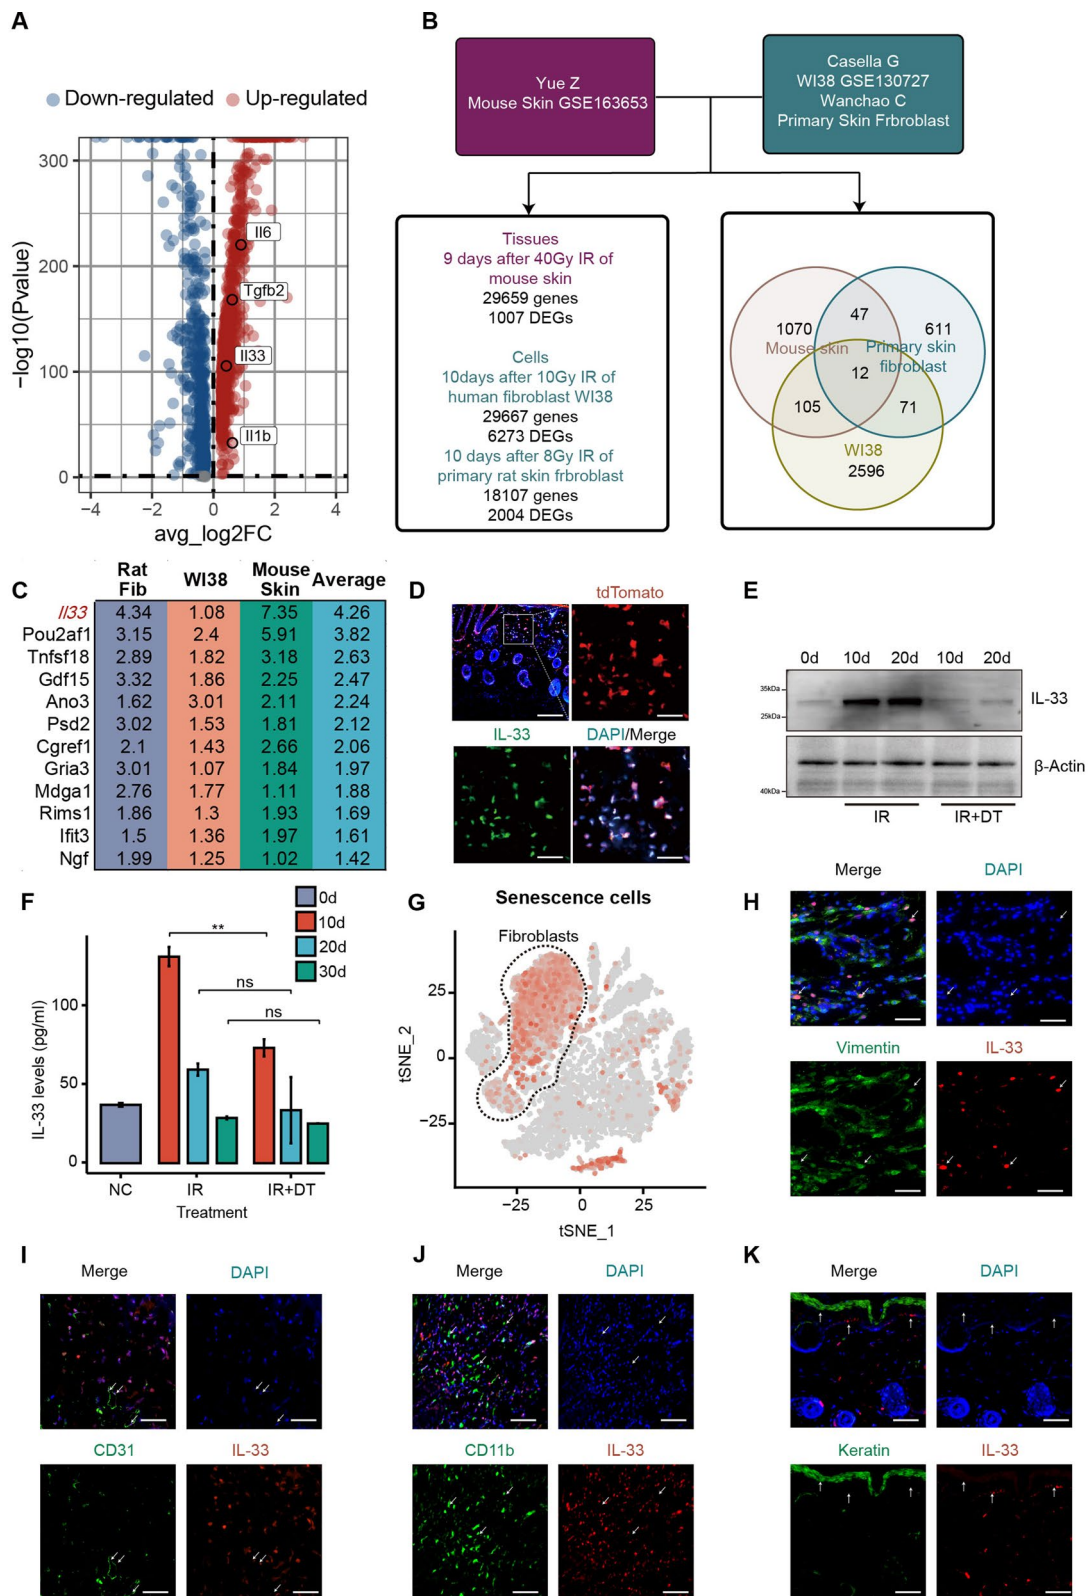 A
Down-regulated
Up-regulated
300
200
100
0
−log10(Pvalue)
Il6
Tgfb2
Il33
Il1b
−4
−2
0
2
4
avg_log2FC
B
Yue Z
Mouse Skin GSE163653
Casella G
WI38 GSE130727
Wanchao C
Primary Skin Frbroblast
Tissues
9 days after 40Gy IR of
mouse skin
29659 genes
1007 DEGs
Cells
10days after 10Gy IR of
human fibroblast WI38
29667 genes
6273 DEGs
10 days after 8Gy IR of
primary rat skin frbroblast
18107 genes
2004 DEGs
1070
47
611
Mouse skin
Primary skin
fibroblast
12
105
71
WI38
2596
C
Rat Fib WI38 Mouse Skin Average
Il33 4.34 1.08 7.35 4.26
Pou2af1 3.15 2.4 5.91 3.82
Tnfsf18 2.89 1.82 3.18 2.63
Gdf15 3.32 1.86 2.25 2.47
Ano3 1.62 3.01 2.11 2.24
Psd2 3.02 1.53 1.81 2.12
Cgref1 2.1 1.43 2.66 2.06
Gria3 3.01 1.07 1.84 1.97
Mdga1 2.76 1.77 1.11 1.88
Rims1 1.86 1.3 1.93 1.69
Ifit3 1.5 1.36 1.97 1.61
Ngf 1.99 1.25 1.02 1.42
D
tdTomato
IL-33
DAPI/Merge
E
0d 10d 20d 10d 20d
35kDa
25kDa
IL-33
β-Actin
40kDa
IR
IR+DT
F
0d
10d
20d
30d
**
ns
ns
100
50
0
IL-33 levels (pg/ml)
NC
IR
IR+DT
Treatment
G
Senescence cells
Fibroblasts
25
0
−25
tSNE_2
−25
0
25
tSNE_1
H
Merge
DAPI
Vimentin
IL-33
I
Merge
DAPI
CD31
IL-33
J
Merge
DAPI
CD11b
IL-33
K
Merge
DAPI
Keratin
IL-33